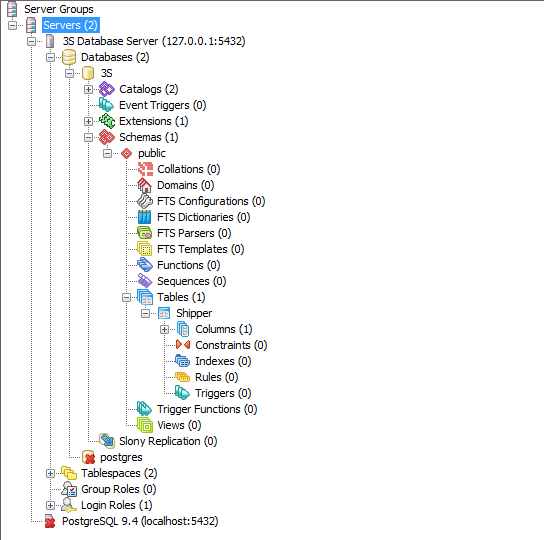 Server Groups
Servers (2)
3S Database Server (127.0.0.1:5432)
Databases (2)
3S
Catalogs (2)
Event Triggers (0)
Extensions (1)
Schemas (1)
public
Collations (0)
Domains (0)
FTS Configurations (0)
FTS Dictionaries (0)
FTS Parsers (0)
FTS Templates (0)
Functions (0)
Sequences (0)
Tables (1)
Shipper
Columns (1)
Constraints (0)
Indexes (0)
Rules (0)
Triggers (0)
Trigger Functions (0)
Views (0)
Slony Replication (0)
postgres
Tablespaces (2)
Group Roles (0)
Login Roles (1)
PostgreSQL 9.4 (localhost:5432)